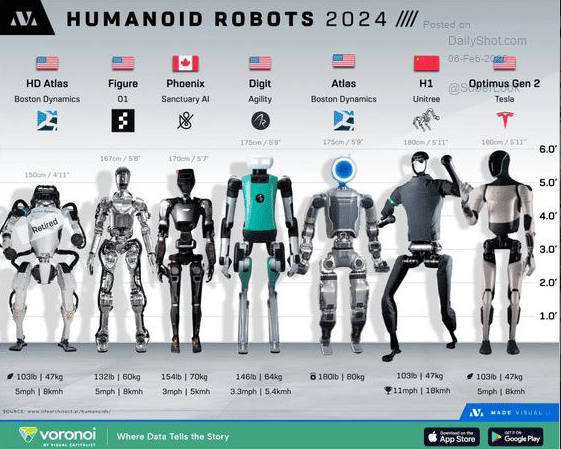 HUMANOID ROBOTS 2024 ////
Posted on
DailyShot.com
HD Atlas
Boston Dynamics
Figure
01
Phoenix
Sanctuary AI
Digit
Agility
Atlas
Boston Dynamics
H1
Unitree
Optimus Gen 2
Tesla
150cm / 4'11"
167cm / 5'6"
170cm / 5'7"
175cm / 5'9"
175cm / 5'9"
180cm / 5'11"
180cm / 5'11"
6.0'
5.0'
4.0'
3.0'
2.0'
1.0'
Retired
103lb | 47kg
5mph | 8kmh
132lb | 60kg
5mph | 8kmh
154lb | 70kg
3mph | 5kmh
146lb | 64kg
3.3mph | 5.4kmh
180lb | 80kg
103lb | 47kg
11mph | 18kmh
103lb | 47kg
5mph | 8kmh
SOURCE: www.lifearchitect.ai/humanoids/
MADE VISUAL
voronoi
BY VISUAL CAPITALIST
Where Data Tells the Story
Download on the
App Store
GET IT ON
Google Play